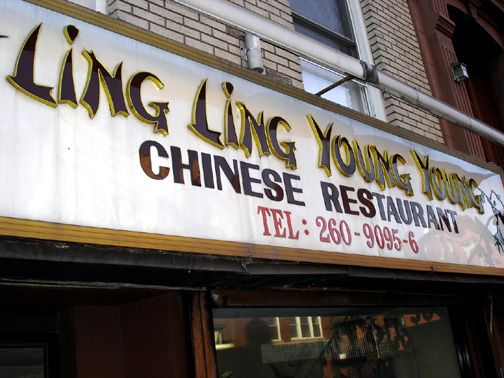 Ling Ling Young Young
CHINESE RESTAURANT
TEL: 260-9095-6